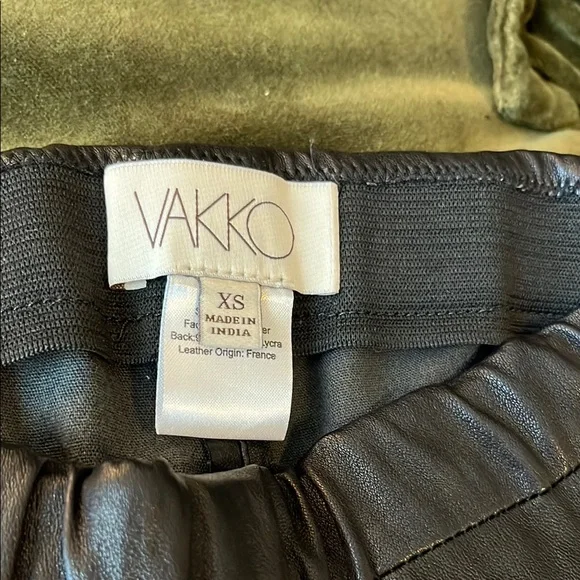 VAKKO
XS
MADE IN
INDIA
Leather Origin: France